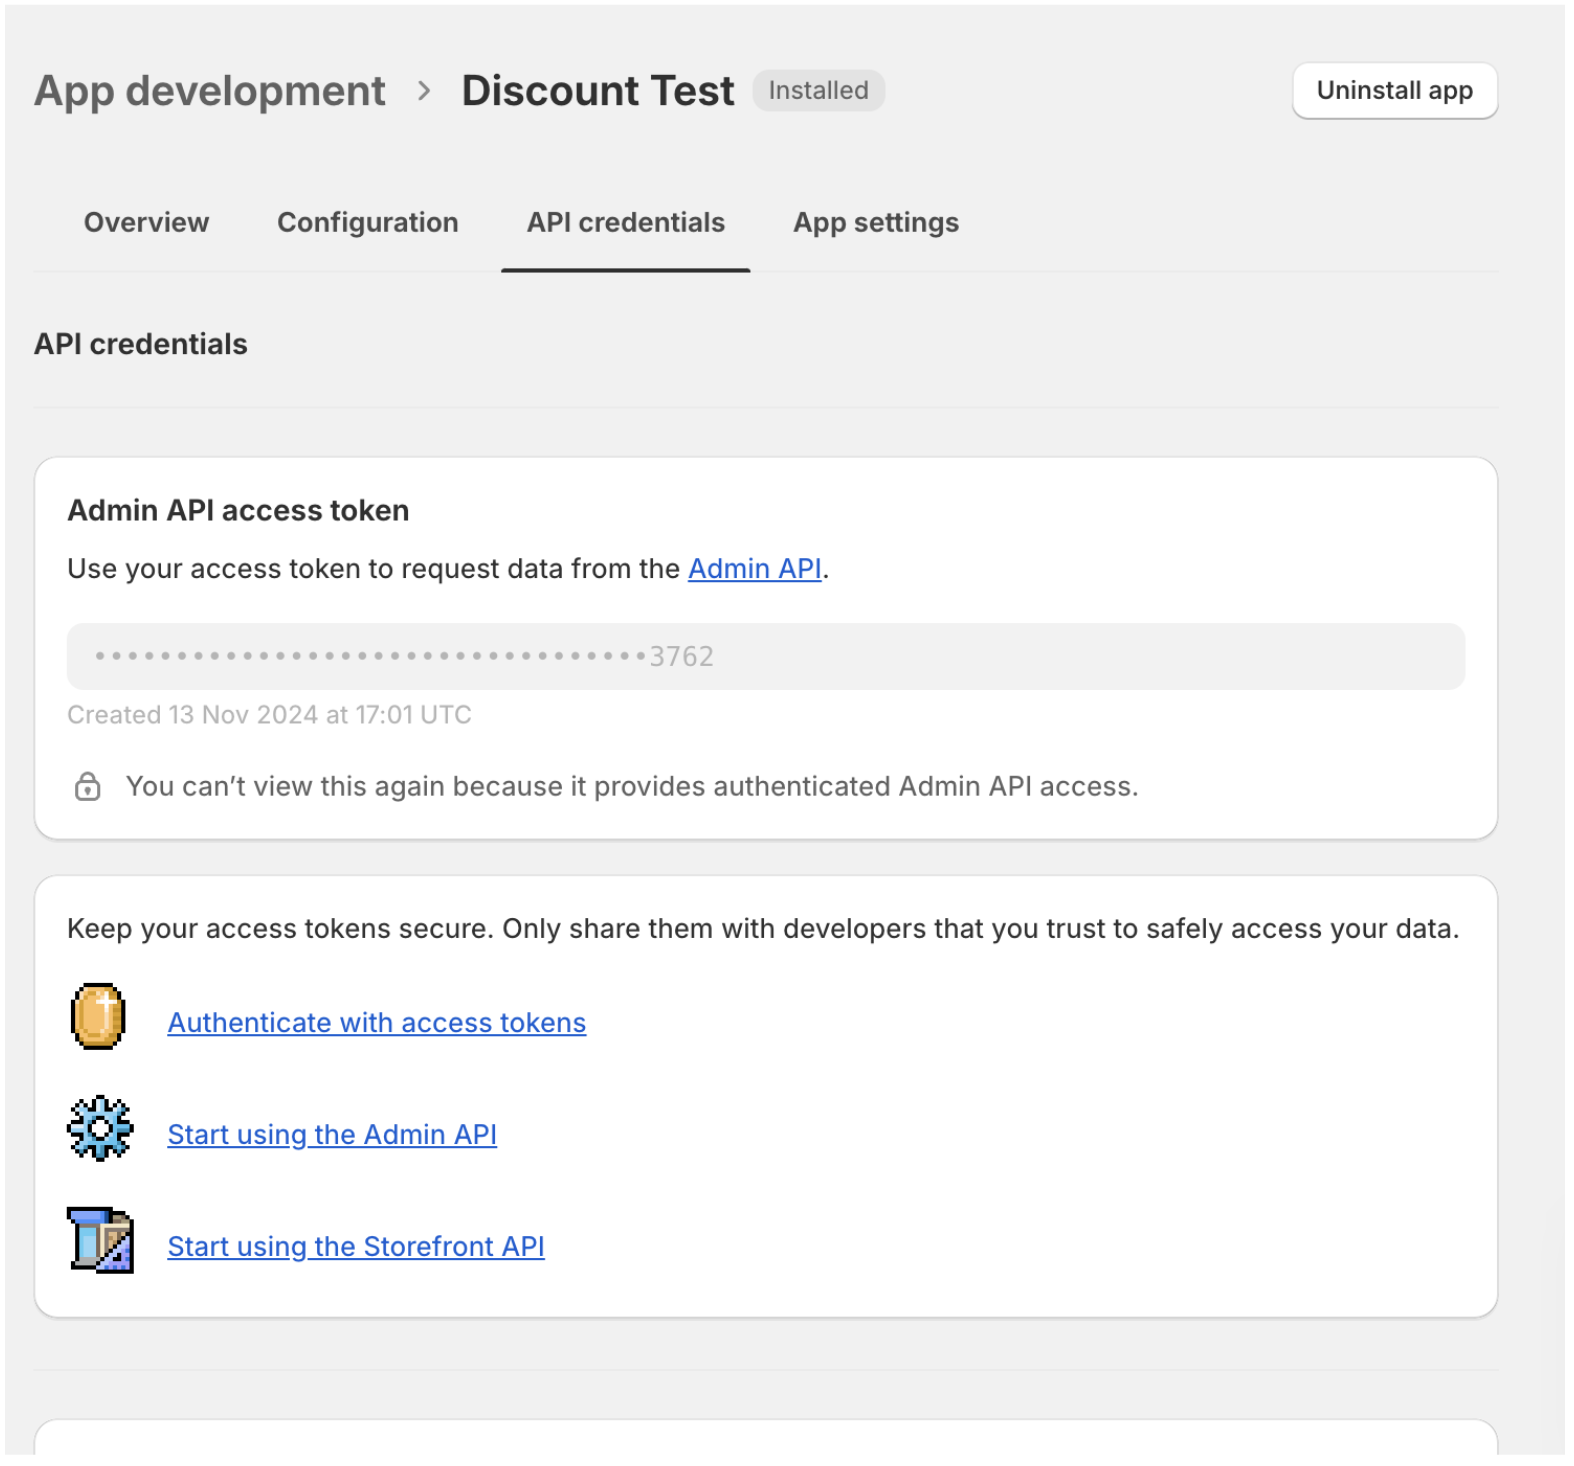 App development > Discount Test Installed Uninstall app
Overview Configuration API credentials App settings
API credentials
Admin API access token
Use your access token to request data from the Admin API.
••••••••••••••••••••••••••••••••••3762
Created 13 Nov 2024 at 17:01 UTC
You can’t view this again because it provides authenticated Admin API access.
Keep your access tokens secure. Only share them with developers that you trust to safely access your data.
Authenticate with access tokens
Start using the Admin API
Start using the Storefront API